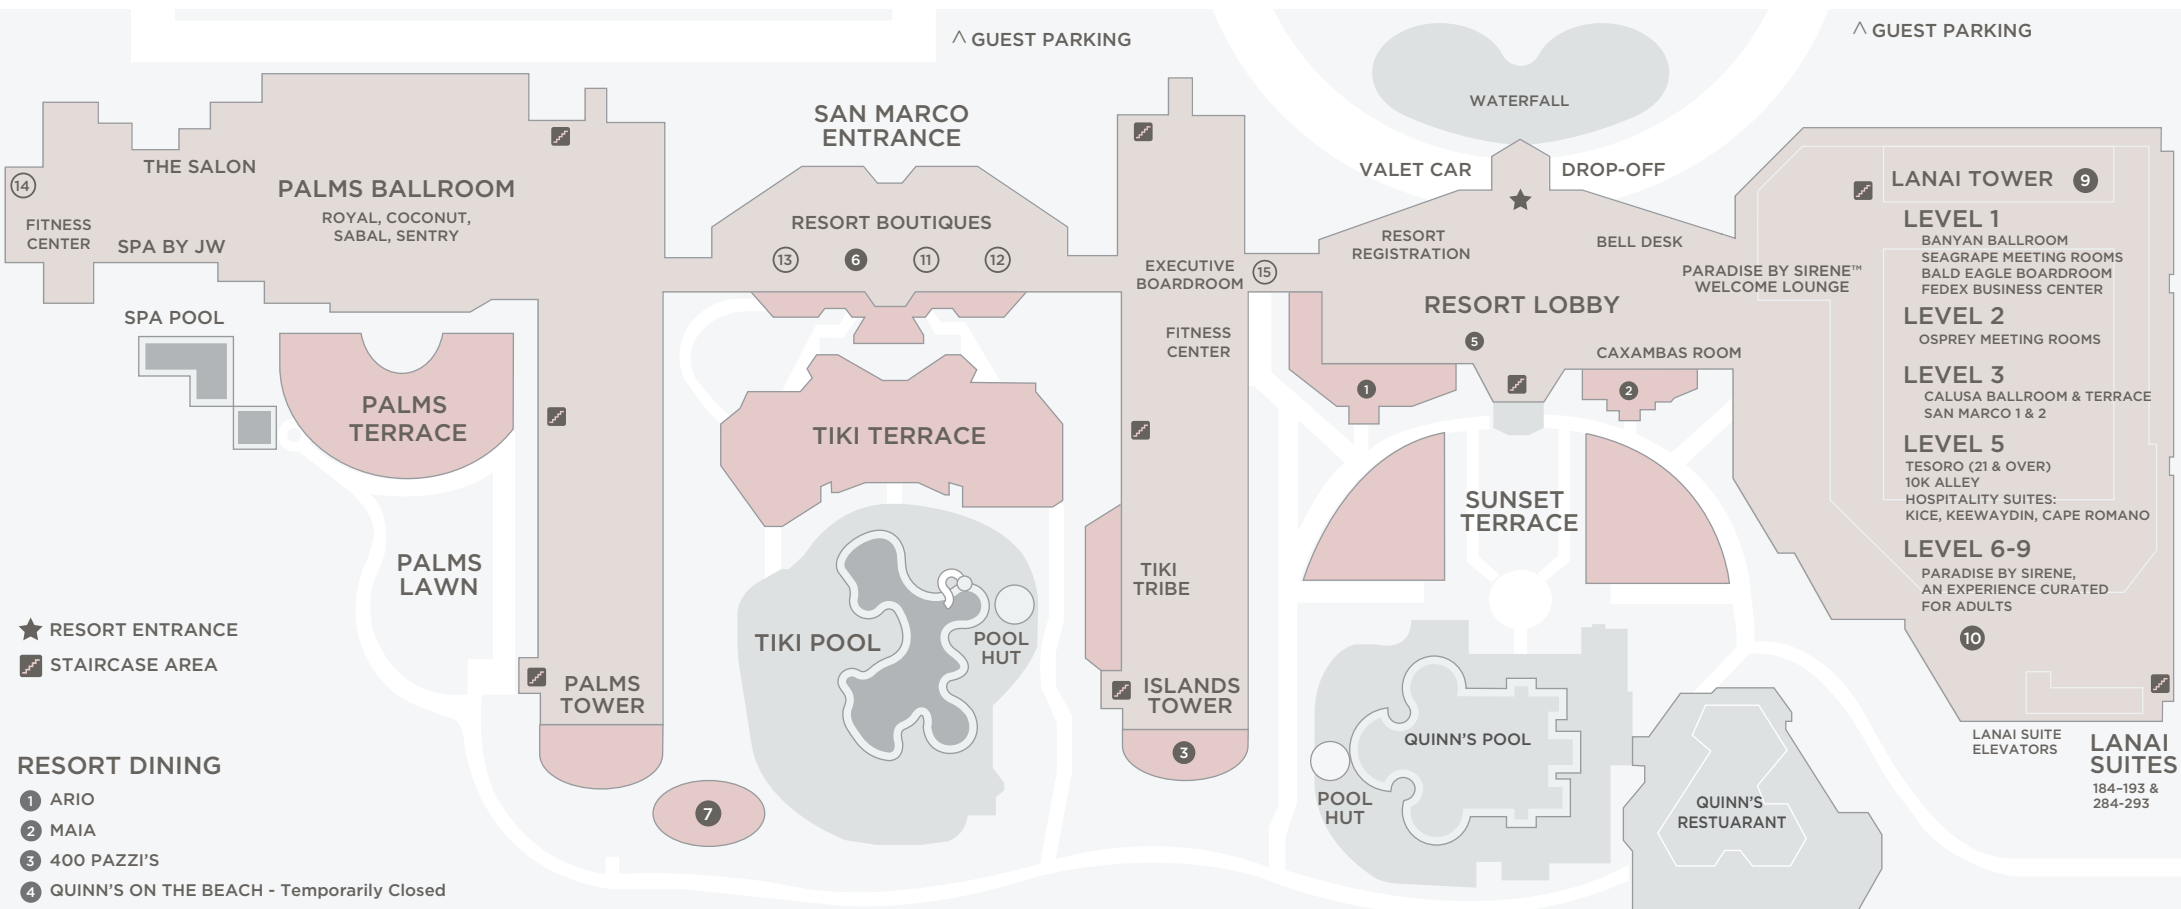 ^ GUEST PARKING
^ GUEST PARKING
WATERFALL
SAN MARCO
ENTRANCE
VALET CAR
DROP-OFF
THE SALON
14
FITNESS
CENTER
SPA BY JW
PALMS BALLROOM
ROYAL, COCONUT,
SABAL, SENTRY
RESORT BOUTIQUES
13
6
11
12
EXECUTIVE
BOARDROOM
15
RESORT
REGISTRATION
BELL DESK
PARADISE BY SIRENE™
WELCOME LOUNGE
RESORT LOBBY
5
CAXAMBAS ROOM
LANAI TOWER
9
LEVEL 1
BANYAN BALLROOM
SEAGRAPE MEETING ROOMS
BALD EAGLE BOARDROOM
FEDEX BUSINESS CENTER
LEVEL 2
OSPREY MEETING ROOMS
LEVEL 3
CALUSA BALLROOM & TERRACE
SAN MARCO 1 & 2
LEVEL 5
TESORO (21 & OVER)
10K ALLEY
HOSPITALITY SUITES:
KICE, KEEWAYDIN, CAPE ROMANO
LEVEL 6-9
PARADISE BY SIRENE,
AN EXPERIENCE CURATED
FOR ADULTS
10
LANAI SUITE
ELEVATORS
LANAI
SUITES
184–193 &
284-293
SPA POOL
PALMS
TERRACE
PALMS
LAWN
PALMS
TOWER
TIKI TERRACE
TIKI POOL
POOL
HUT
7
FITNESS
CENTER
TIKI
TRIBE
ISLANDS
TOWER
3
1
2
SUNSET
TERRACE
QUINN'S POOL
POOL
HUT
QUINN'S
RESTUARANT
RESORT ENTRANCE
STAIRCASE AREA
RESORT DINING
1 ARIO
2 MAIA
3 400 PAZZI'S
4 QUINN'S ON THE BEACH - Temporarily Closed